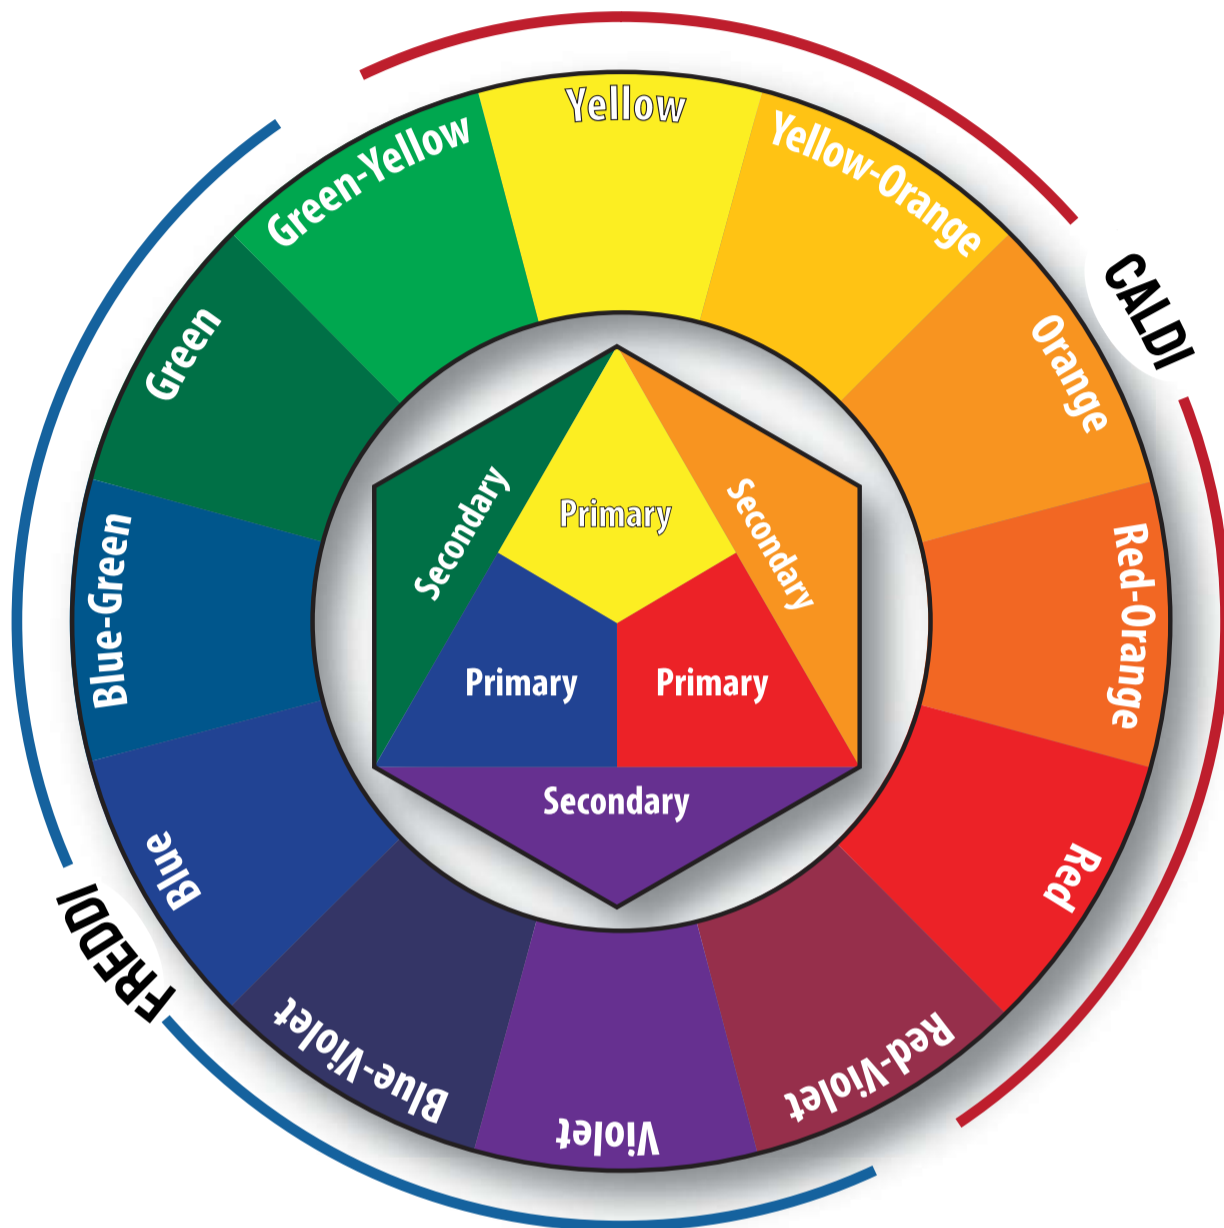 Yellow
Yellow-Orange
Orange
Red-Orange
Red
Red-Violet
Violet
Blue-Violet
Blue
Blue-Green
Green
Green-Yellow
CALDI
FREDDI
Primary
Secondary
Secondary
Primary
Primary
Secondary